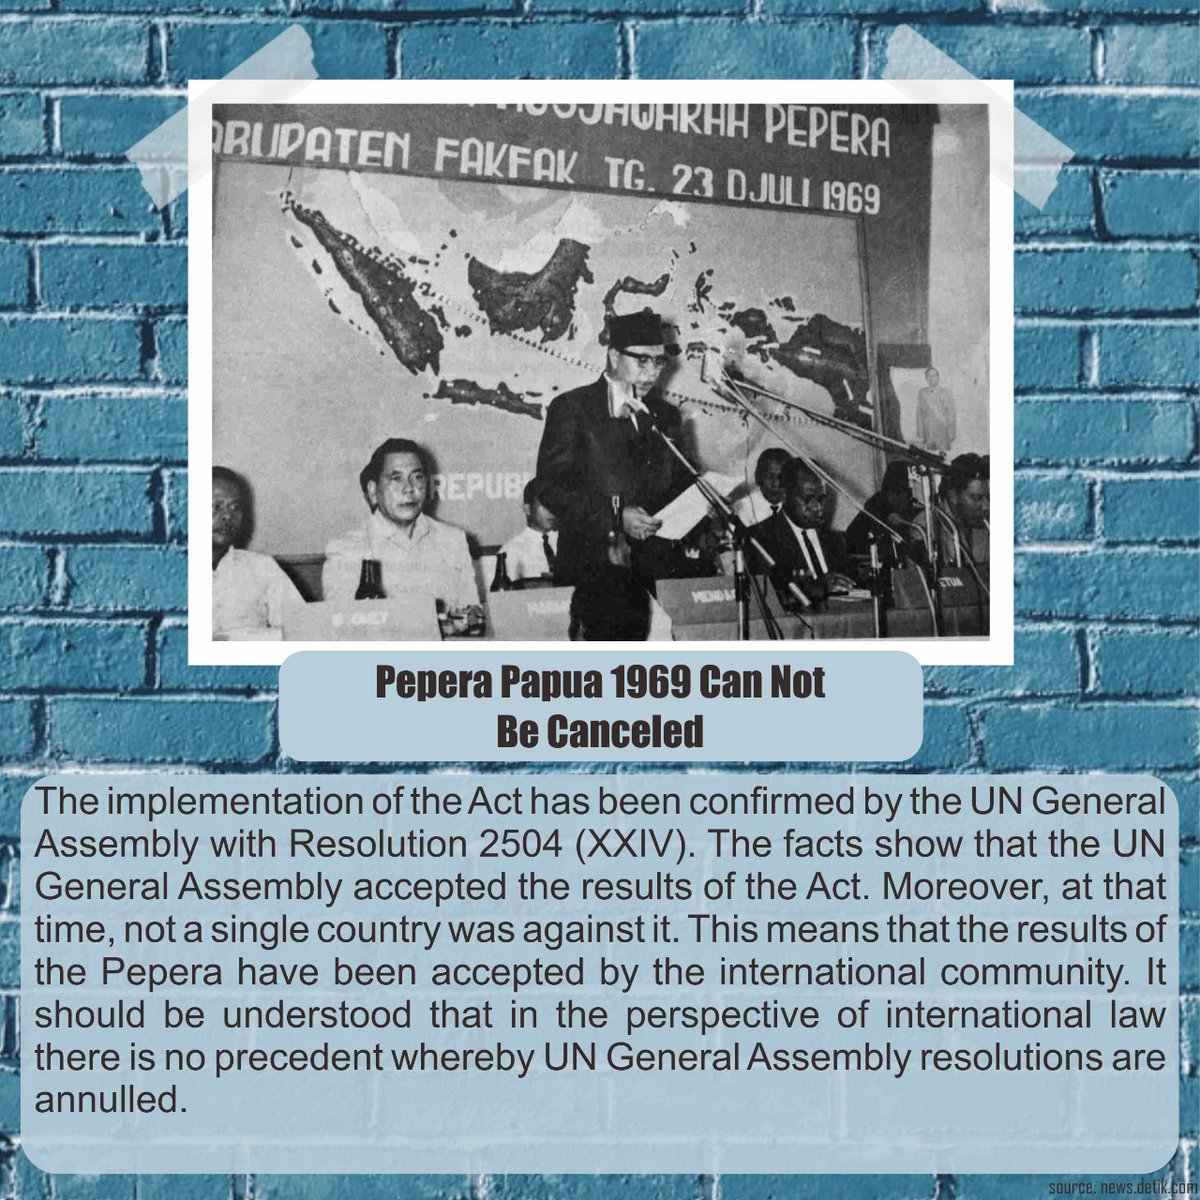 PEPERA
FAKFAK TG. 23 DJULI 1969
REPUB
Pepera Papua 1969 Can Not
Be Canceled
The implementation of the Act has been confirmed by the UN General
Assembly with Resolution 2504 (XXIV). The facts show that the UN
General Assembly accepted the results of the Act. Moreover, at that
time, not a single country was against it. This means that the results of
the Pepera have been accepted by the international community. It
should be understood that in the perspective of international law
there is no precedent whereby UN General Assembly resolutions are
annulled.
source: news.detik.com